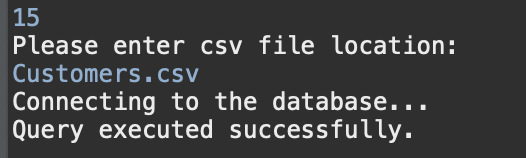 15
Please enter csv file location:
Customers.csv
Connecting to the database...
Query executed successfully.